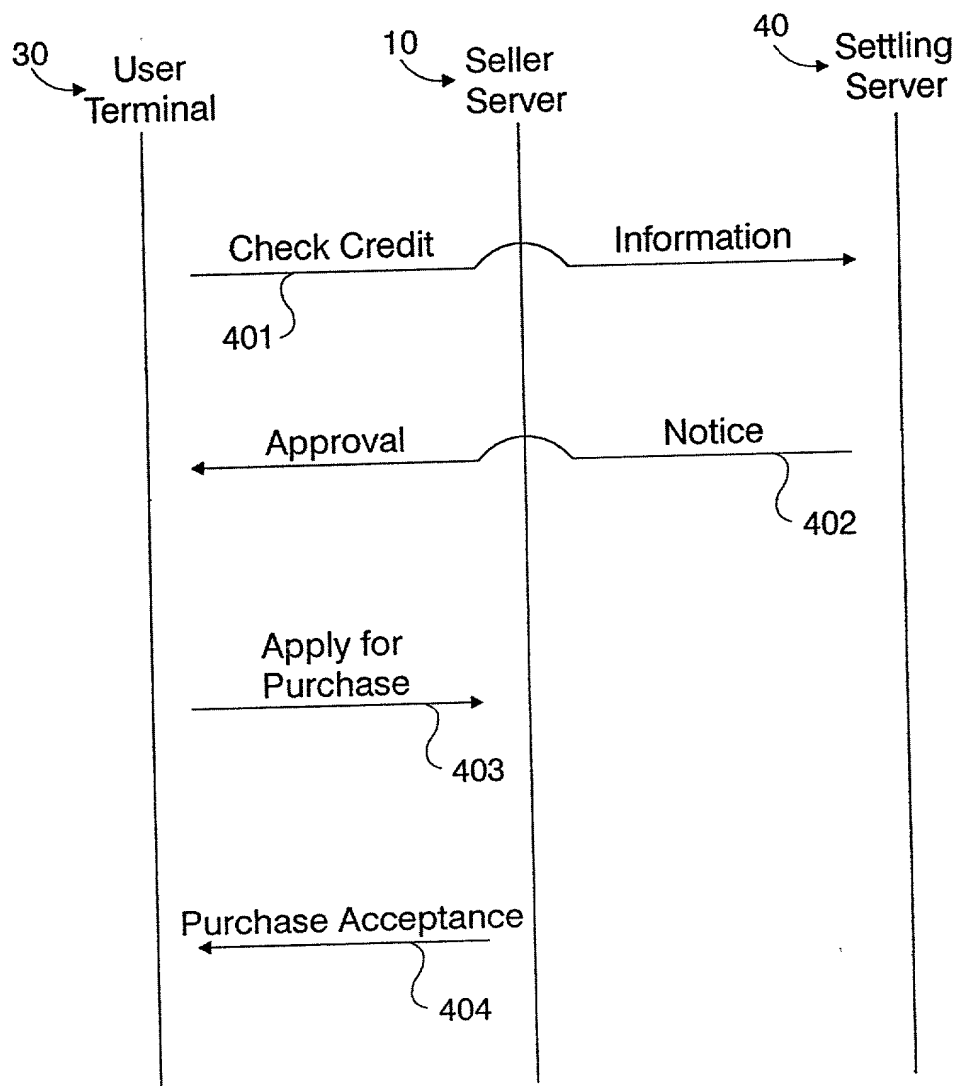 30
User
Terminal
10
Seller
Server
40
Settling
Server
Check Credit
Information
401
Approval
Notice
402
Apply for
Purchase
403
Purchase Acceptance
404